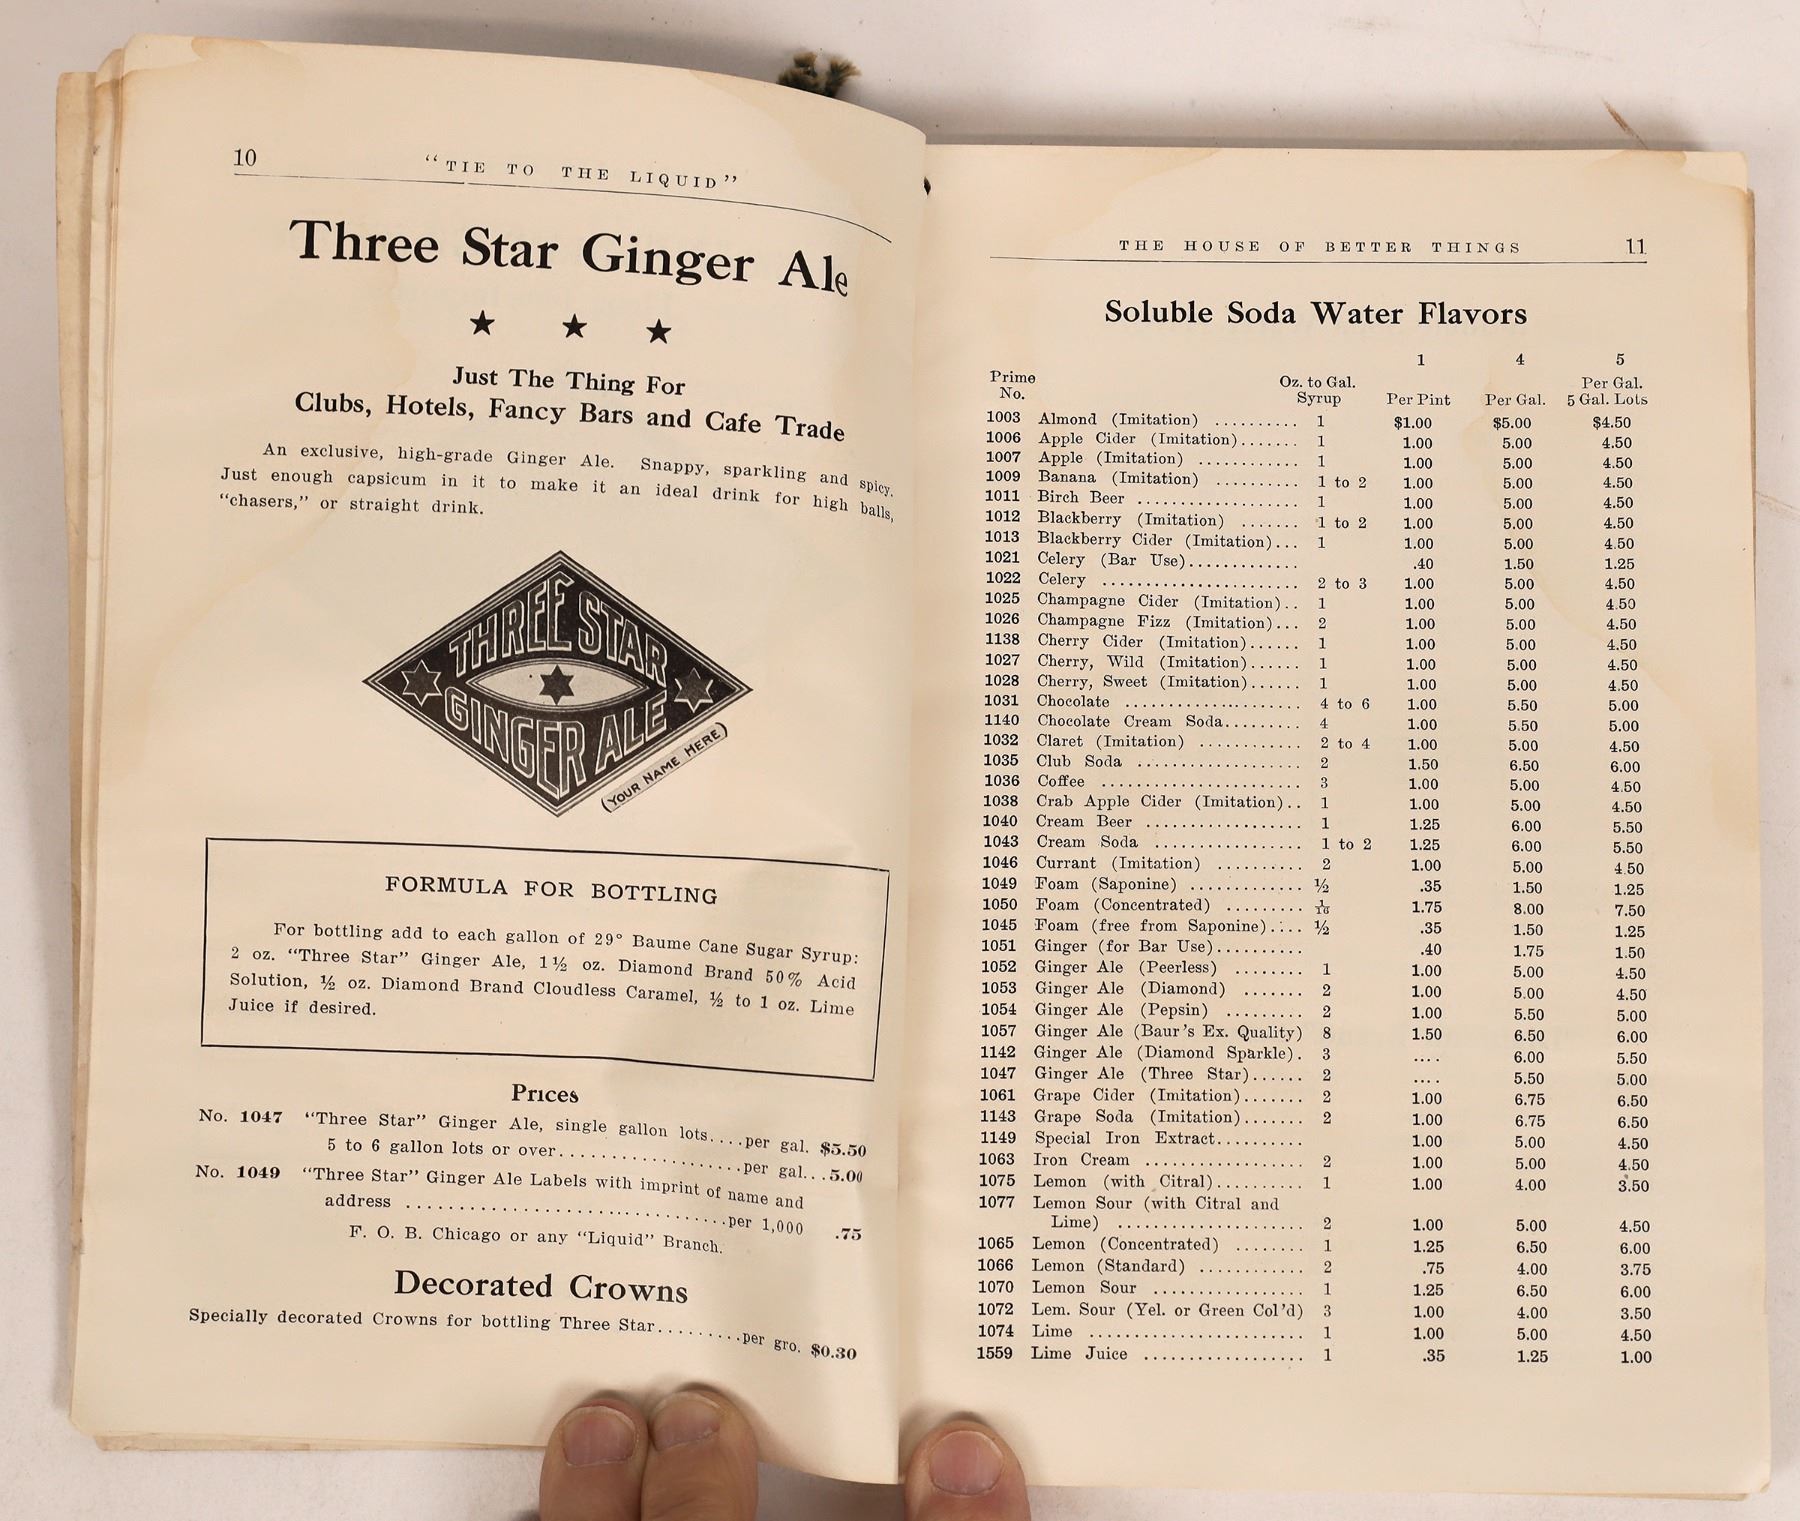 10
"TIE TO THE LIQUID"
Three Star Ginger Ale
★ ★ ★
Just The Thing For
Clubs, Hotels, Fancy Bars and Cafe Trade
An exclusive, high-grade Ginger Ale. Snappy, sparkling and spicy.
Just enough capsicum in it to make it an ideal drink for high balls,
"chasers," or straight drink.
THREE STAR
GINGER ALE
(YOUR NAME HERE)
FORMULA FOR BOTTLING
For bottling add to each gallon of 29° Baume Cane Sugar Syrup:
2 oz. "Three Star" Ginger Ale, 1½ oz. Diamond Brand 50% Acid
Solution, ½ oz. Diamond Brand Cloudless Caramel, ½ to 1 oz. Lime
Juice if desired.
Prices
No. 1047 "Three Star" Ginger Ale, single gallon lots....per gal. $5.50
5 to 6 gallon lots or over....................per gal...5.00
No. 1049 "Three Star" Ginger Ale Labels with imprint of name and
address ................................per 1,000 .75
F. O. B. Chicago or any "Liquid" Branch.
Decorated Crowns
Specially decorated Crowns for bottling Three Star.........per gro. $0.30
THE HOUSE OF BETTER THINGS 11
Soluble Soda Water Flavors
1 4 5
Prime No. Oz. to Gal. Syrup Per Pint Per Gal. Per Gal. 5 Gal. Lots
1003 Almond (Imitation) .......... 1 $1.00 $5.00 $4.50
1006 Apple Cider (Imitation)....... 1 1.00 5.00 4.50
1007 Apple (Imitation) ............ 1 1.00 5.00 4.50
1009 Banana (Imitation) .......... 1 to 2 1.00 5.00 4.50
1011 Birch Beer ................... 1 1.00 5.00 4.50
1012 Blackberry (Imitation) ....... 1 to 2 1.00 5.00 4.50
1013 Blackberry Cider (Imitation)... 1 1.00 5.00 4.50
1021 Celery (Bar Use)............. .40 1.50 1.25
1022 Celery ....................... 2 to 3 1.00 5.00 4.50
1025 Champagne Cider (Imitation).. 1 1.00 5.00 4.50
1026 Champagne Fizz (Imitation)... 2 1.00 5.00 4.50
1138 Cherry Cider (Imitation)...... 1 1.00 5.00 4.50
1027 Cherry, Wild (Imitation)...... 1 1.00 5.00 4.50
1028 Cherry, Sweet (Imitation)...... 1 1.00 5.00 4.50
1031 Chocolate ..................... 4 to 6 1.00 5.50 5.00
1140 Chocolate Cream Soda......... 4 1.00 5.50 5.00
1032 Claret (Imitation) ............ 2 to 4 1.00 5.00 4.50
1035 Club Soda .................... 2 1.50 6.50 6.00
1036 Coffee ........................ 3 1.00 5.00 4.50
1038 Crab Apple Cider (Imitation).. 1 1.00 5.00 4.50
1040 Cream Beer ................... 1 1.25 6.00 5.50
1043 Cream Soda .................. 1 to 2 1.25 6.00 5.50
1046 Currant (Imitation) .......... 2 1.00 5.00 4.50
1049 Foam (Saponine) ............. ½ .35 1.50 1.25
1050 Foam (Concentrated) ......... 1/16 1.75 8.00 7.50
1045 Foam (free from Saponine).... ½ .35 1.50 1.25
1051 Ginger (for Bar Use).......... .40 1.75 1.50
1052 Ginger Ale (Peerless) ........ 1 1.00 5.00 4.50
1053 Ginger Ale (Diamond) ....... 2 1.00 5.00 4.50
1054 Ginger Ale (Pepsin) ......... 2 1.00 5.50 5.00
1057 Ginger Ale (Baur's Ex. Quality) 8 1.50 6.50 6.00
1142 Ginger Ale (Diamond Sparkle). 3 .... 6.00 5.50
1047 Ginger Ale (Three Star)...... 2 .... 5.50 5.00
1061 Grape Cider (Imitation)....... 2 1.00 6.75 6.50
1143 Grape Soda (Imitation)....... 2 1.00 6.75 6.50
1149 Special Iron Extract.......... 1.00 5.00 4.50
1063 Iron Cream ................... 2 1.00 5.00 4.50
1075 Lemon (with Citral).......... 1 1.00 4.00 3.50
1077 Lemon Sour (with Citral and
Lime) ...................... 2 1.00 5.00 4.50
1065 Lemon (Concentrated) ........ 1 1.25 6.50 6.00
1066 Lemon (Standard) ............ 2 .75 4.00 3.75
1070 Lemon Sour .................. 1 1.25 6.50 6.00
1072 Lem. Sour (Yel. or Green Col'd) 3 1.00 4.00 3.50
1074 Lime .......................... 1 1.00 5.00 4.50
1559 Lime Juice ................... 1 .35 1.25 1.00